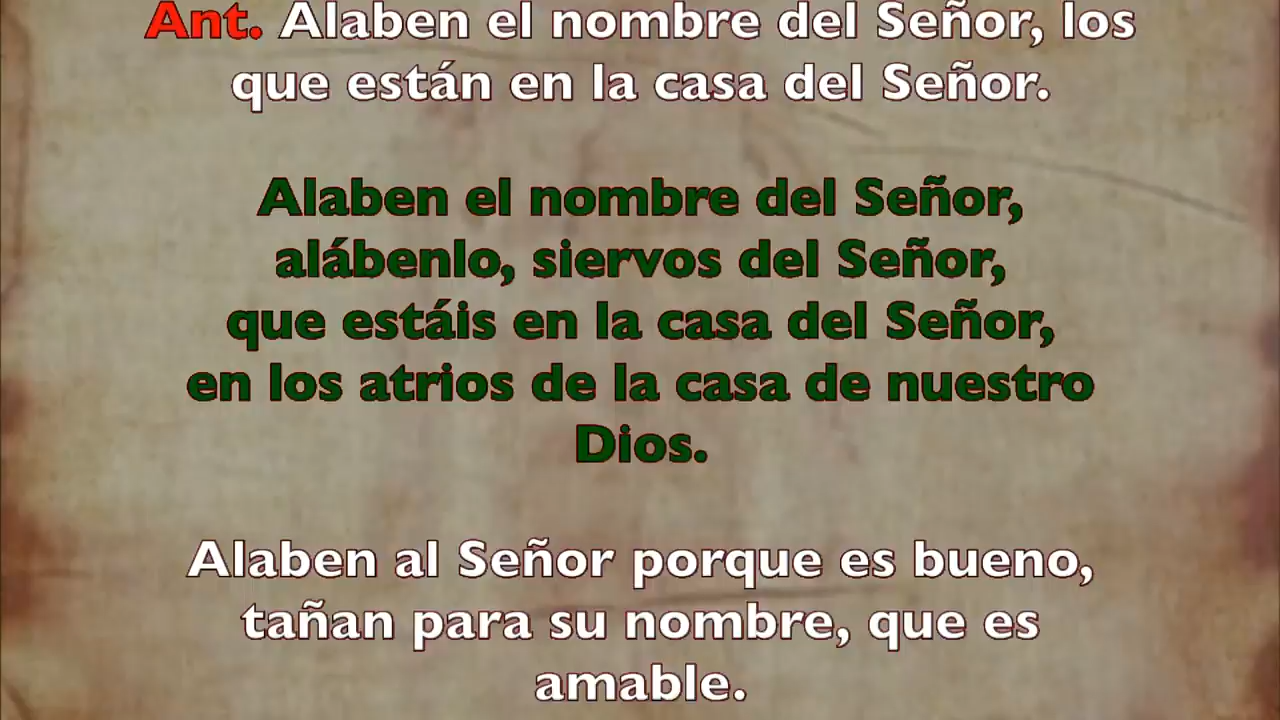 Ant. Alaben el nombre del Señor, los
que están en la casa del Señor.
Alaben el nombre del Señor,
alábenlo, siervos del Señor,
que estáis en la casa del Señor,
en los atrios de la casa de nuestro
Dios.
Alaben al Señor porque es bueno,
tañan para su nombre, que es
amable.